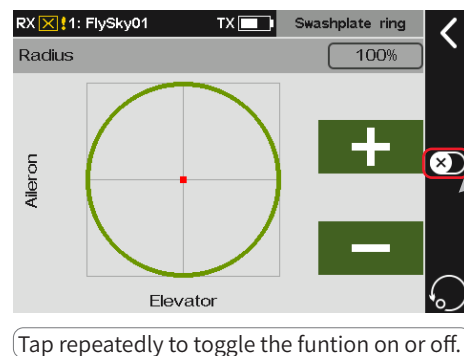 RX ! 1: FlySky01 TX Swashplate ring
Radius 100%
Aileron
Elevator
Tap repeatedly to toggle the funtion on or off.